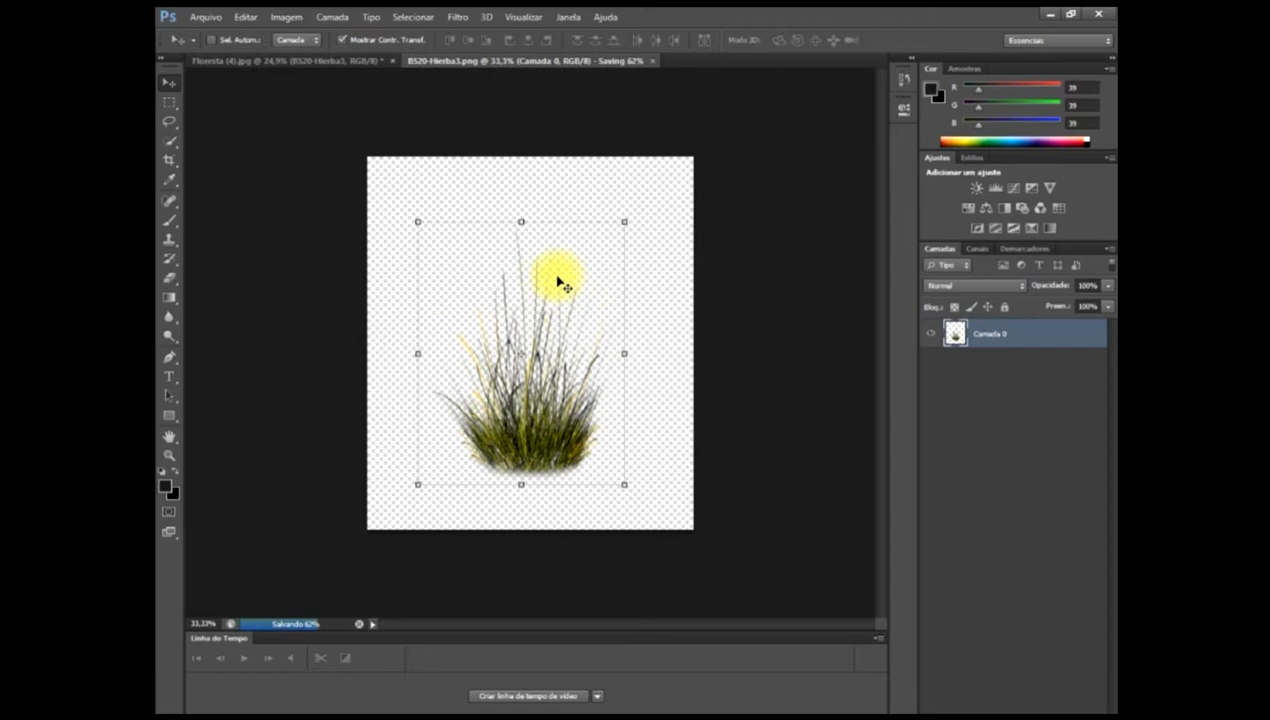 Ps Arquivo Editar Imagem Camada Tipo Selecionar Filtro 3D Visualizar Janela Ajuda
Sel. Autom.: Camada Mostrar Contr. Transf. Modo 3D: Essenciais
Floresta (4).jpg @ 24,9% (BS20-Hierba3, RGB/8) * × BS20-Hierba3.png @ 33,3% (Camada 0, RGB/8) - Saving 62% ×
Cor Amostras
R 39
G 39
B 39
Ajustes Estilos
Adicionar um ajuste
Camadas Canais Demarcadores
Tipo
Normal Opacidade: 100%
Bloq.: Preen.: 100%
Camada 0
33,33% Salvando 62%
Linha do Tempo
Criar linha de tempo de vídeo